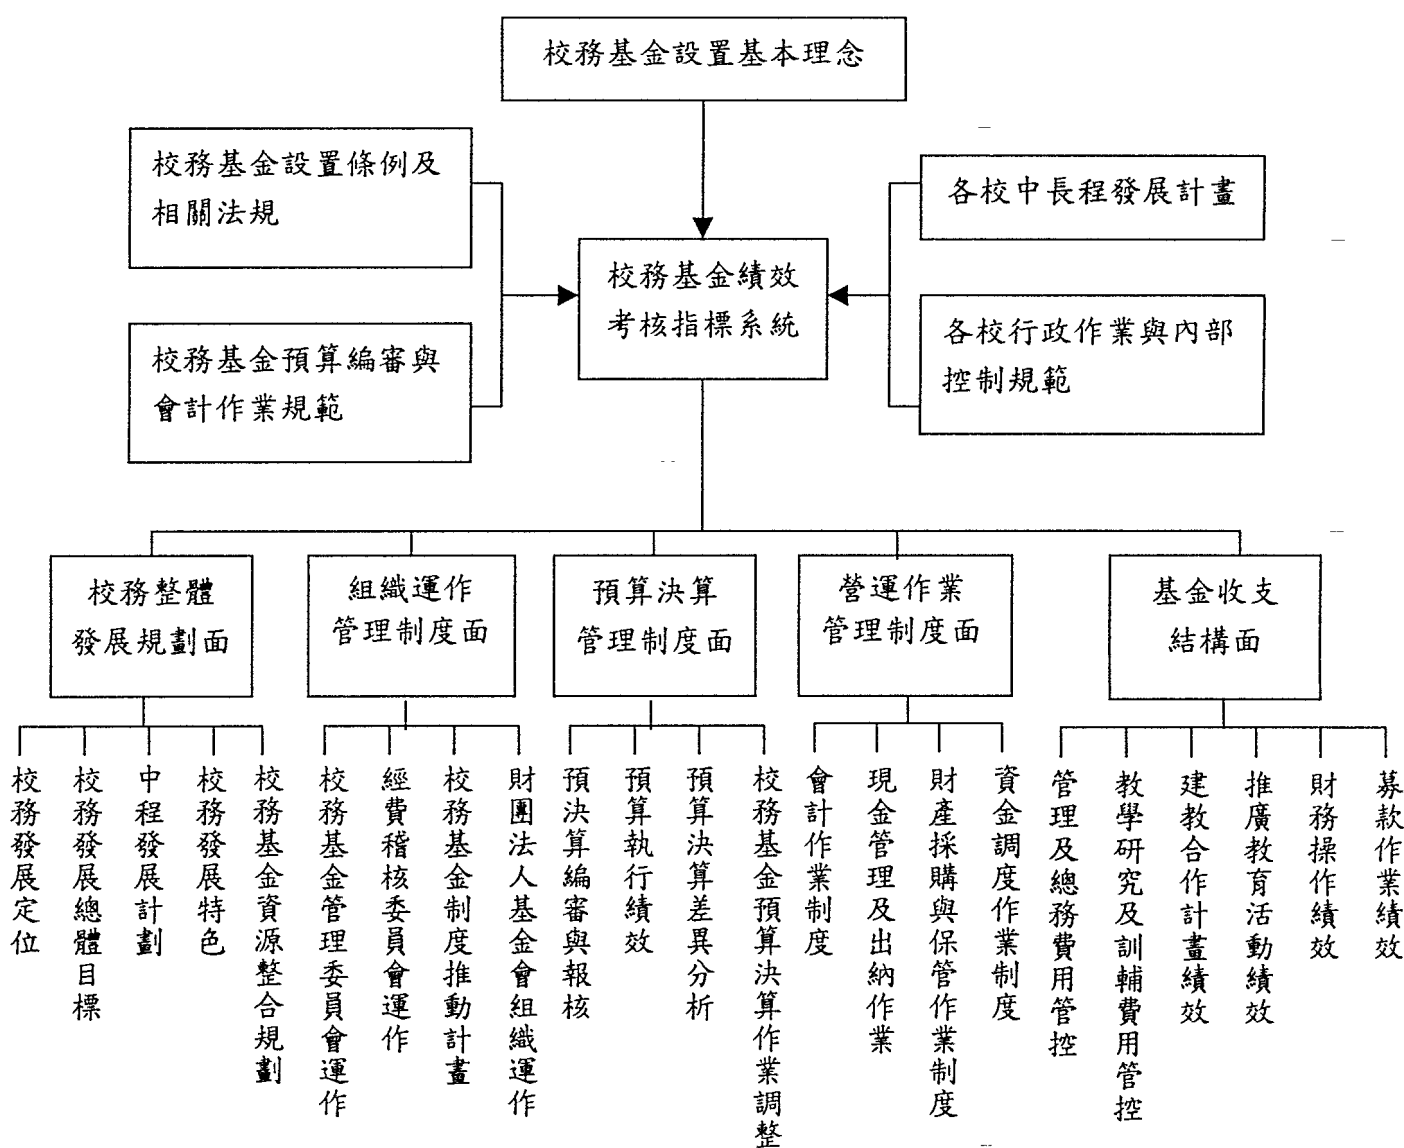 校務基金設置基本理念
校務基金設置條例及
相關法規
各校中長程發展計畫
校務基金績效
考核指標系統
校務基金預算編審與
會計作業規範
各校行政作業與內部
控制規範
校務整體
發展規劃面
組織運作
管理制度面
預算決算
管理制度面
營運作業
管理制度面
基金收支
結構面
校務發展定位
校務發展總體目標
中程發展計劃
校務發展特色
校務基金資源整合規劃
校務基金管理委員會運作
經費稽核委員會運作
校務基金制度推動計畫
財團法人基金會組織運作
預決算編審與報核
預算執行績效
預算決算差異分析
校務基金預算決算作業調整
會計作業制度
現金管理及出納作業
財產採購與保管作業制度
資金調度作業制度
管理及總務費用管控
教學研究及訓輔費用管控
建教合作計畫績效
推廣教育活動績效
財務操作績效
募款作業績效